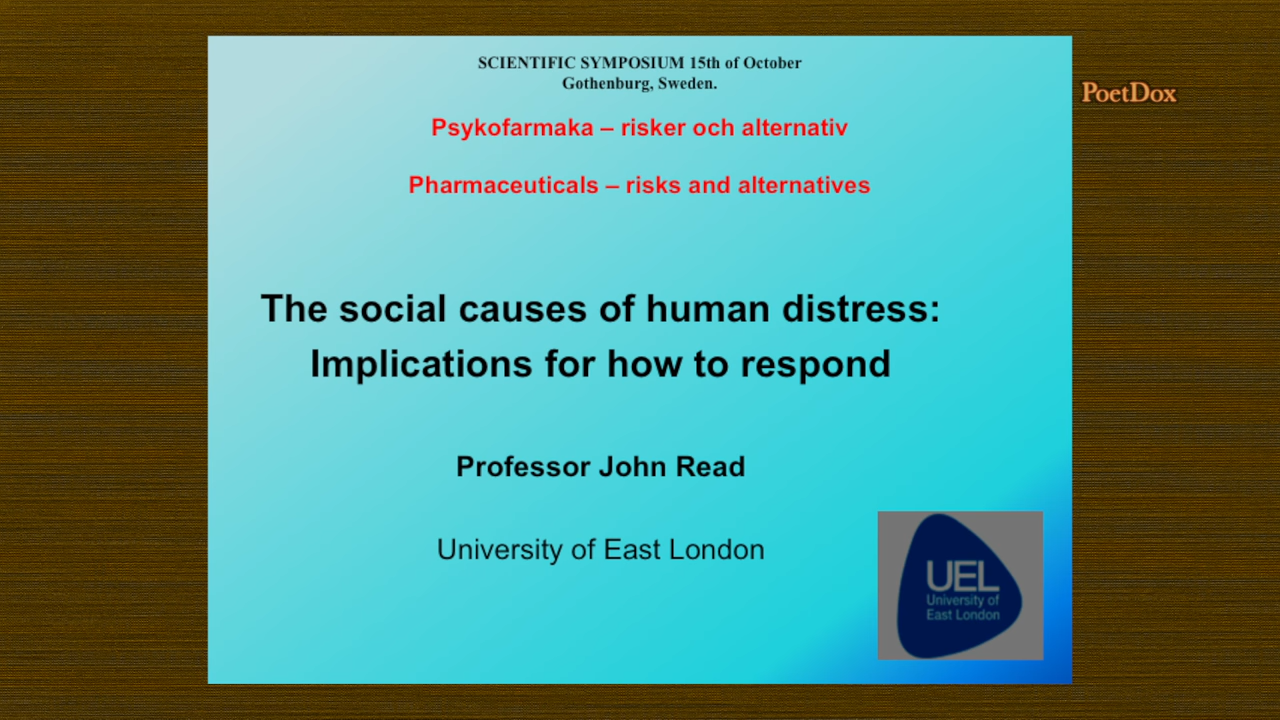 SCIENTIFIC SYMPOSIUM 15th of October
Gothenburg, Sweden.
PoetDox
Psykofarmaka – risker och alternativ
Pharmaceuticals – risks and alternatives
The social causes of human distress:
Implications for how to respond
Professor John Read
University of East London
UEL
University of
East London